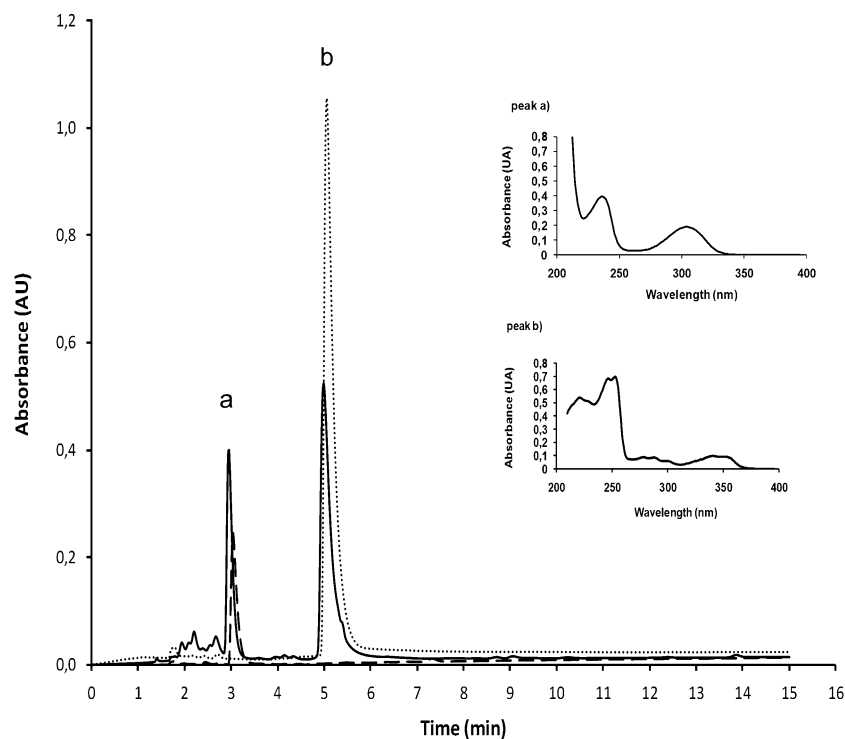 1,2
1,0
0,8
0,6
0,4
0,2
0,0
Absorbance (AU)
0 1 2 3 4 5 6 7 8 9 10 11 12 13 14 15 16
Time (min)
a
b
peak a)
0,8
0,7
0,6
0,5
0,4
0,3
0,2
0,1
0
Absorbance (UA)
200 250 300 350 400
Wavelength (nm)
peak b)
0,8
0,7
0,6
0,5
0,4
0,3
0,2
0,1
0
Absorbance (UA)
200 250 300 350 400
Wavelength (nm)